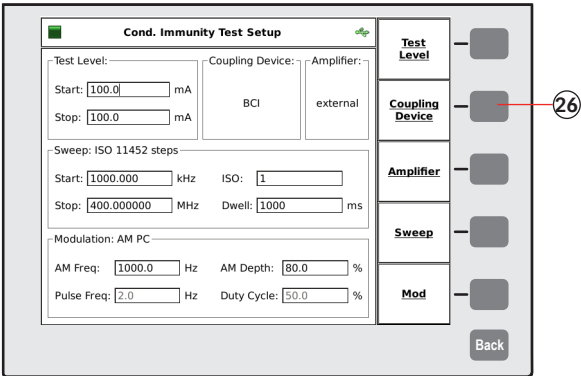 Cond. Immunity Test Setup
Test Level:
Start: 100.0 mA
Stop: 100.0 mA
Coupling Device:
BCI
Amplifier:
external
Sweep: ISO 11452 steps
Start: 1000.000 kHz ISO: 1
Stop: 400.000000 MHz Dwell: 1000 ms
Modulation: AM PC
AM Freq: 1000.0 Hz AM Depth: 80.0 %
Pulse Freq: 2.0 Hz Duty Cycle: 50.0 %
Test
Level
Coupling
Device
Amplifier
Sweep
Mod
26
Back